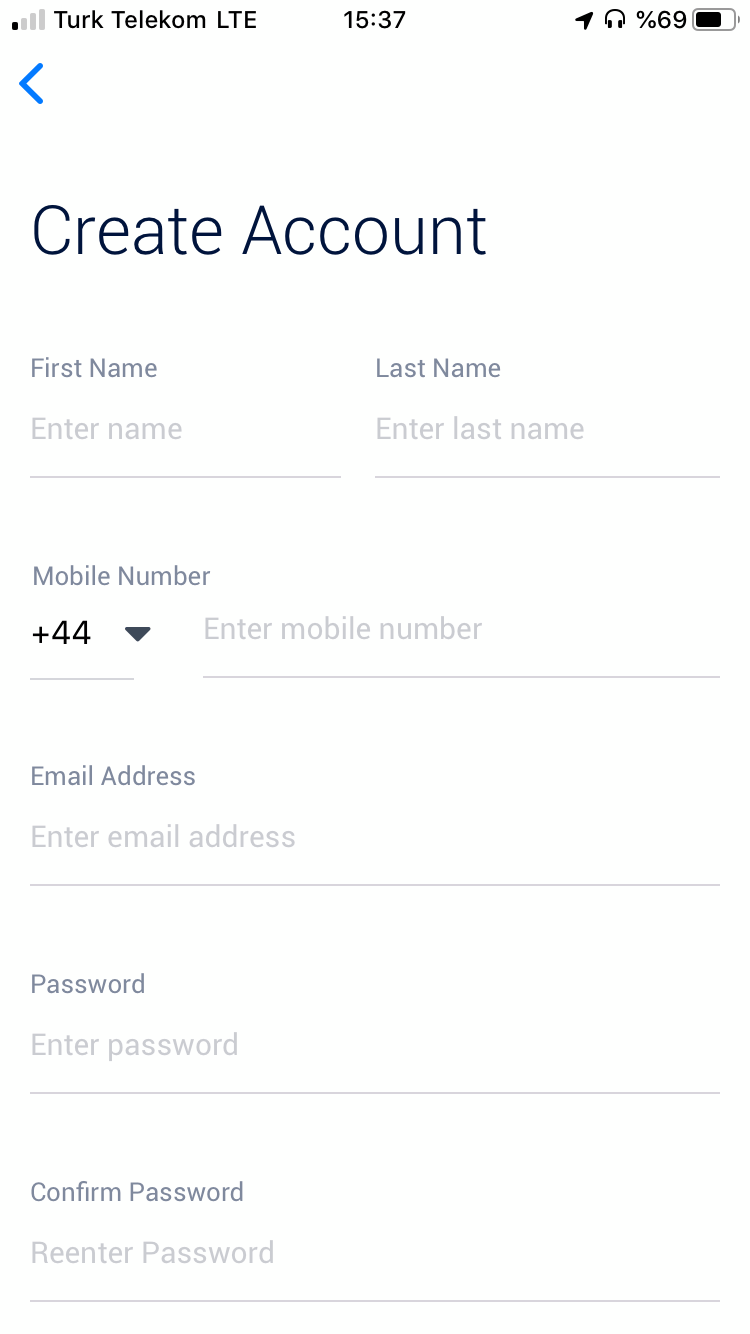 Turk Telekom LTE 15:37 %69
Create Account
First Name Last Name
Enter name Enter last name
Mobile Number
+44 Enter mobile number
Email Address
Enter email address
Password
Enter password
Confirm Password
Reenter Password